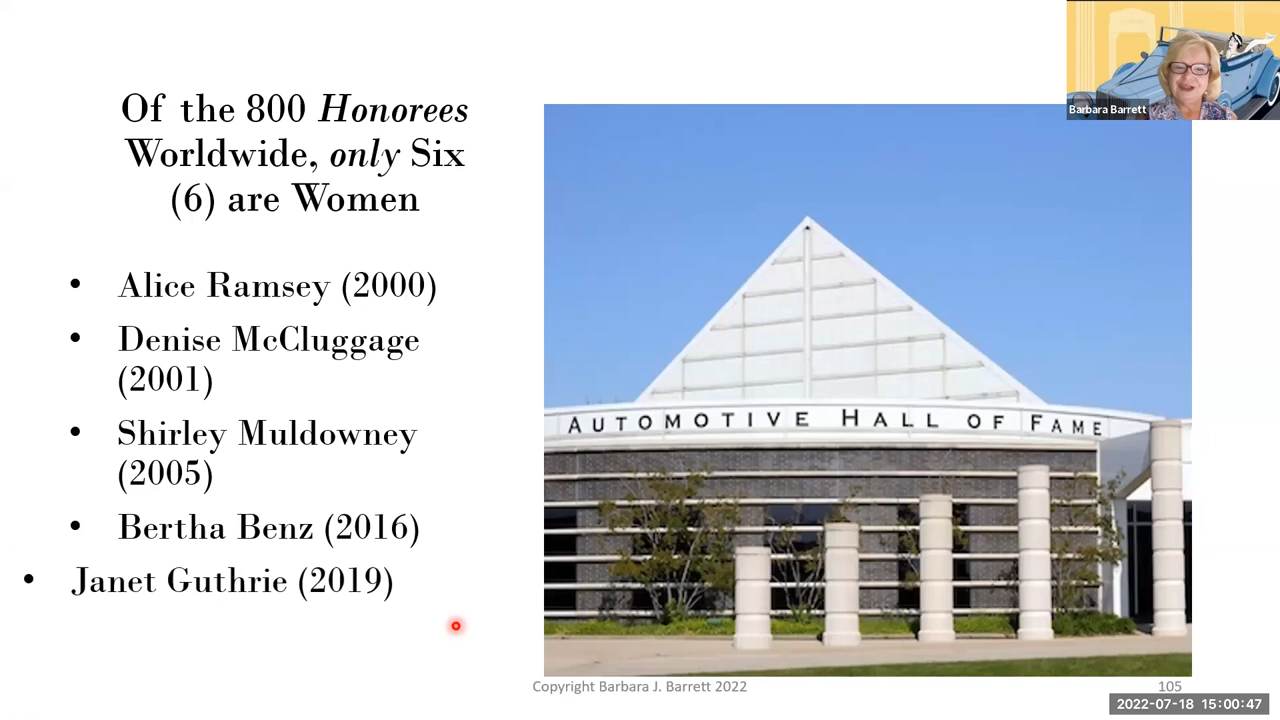 Of the 800 Honorees
Worldwide, only Six
(6) are Women
• Alice Ramsey (2000)
• Denise McCluggage
(2001)
• Shirley Muldowney
(2005)
• Bertha Benz (2016)
• Janet Guthrie (2019)
AUTOMOTIVE HALL OF FAME
Barbara Barrett
Copyright Barbara J. Barrett 2022
105
2022-07-18 15:00:47